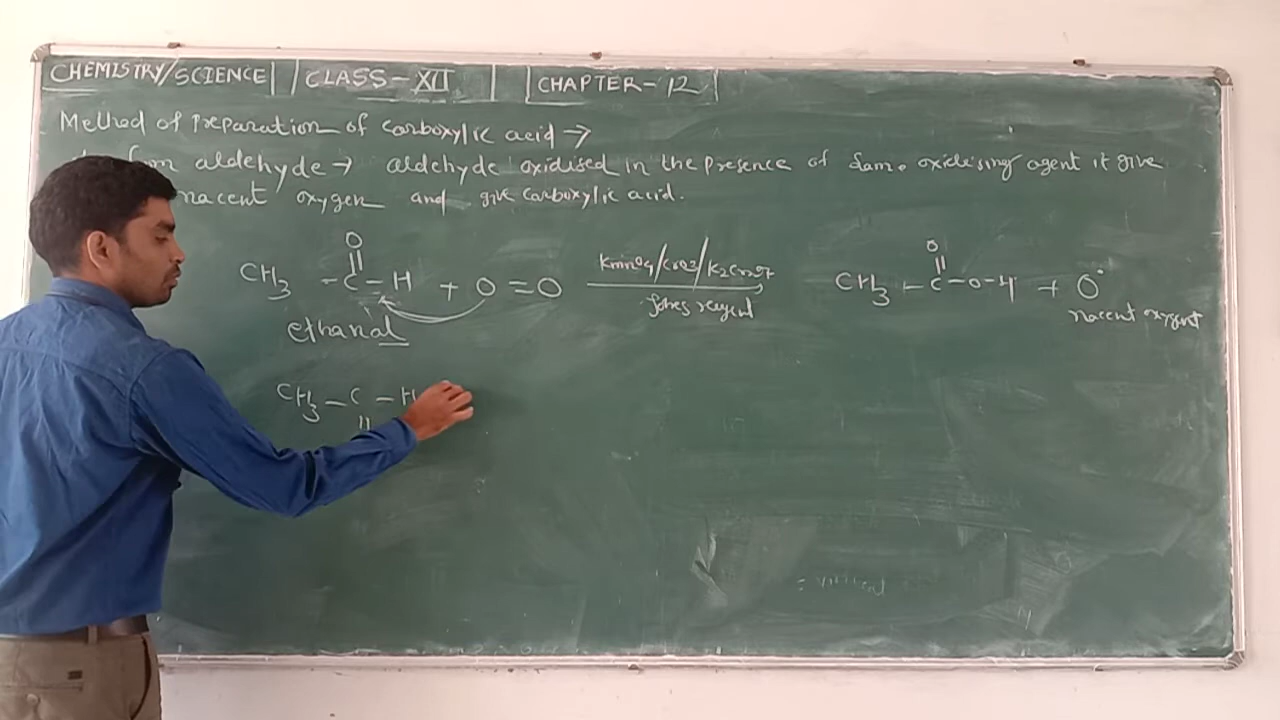 CHEMISTRY/SCIENCE | CLASS-XII | CHAPTER-12
Method of Preparation of carboxylic acid →
from aldehyde → aldehyde oxidised in the presence of Some oxidising agent it give
nacent oxygen and give carboxylic acid.
O
||
CH3 - C - H + O = O
KMnO4/CrO3/K2Cr2O7
Jones reagent
O
||
CH3 - C - O - H + O
nacent oxygent
ethanal
CH3 - C - H
||